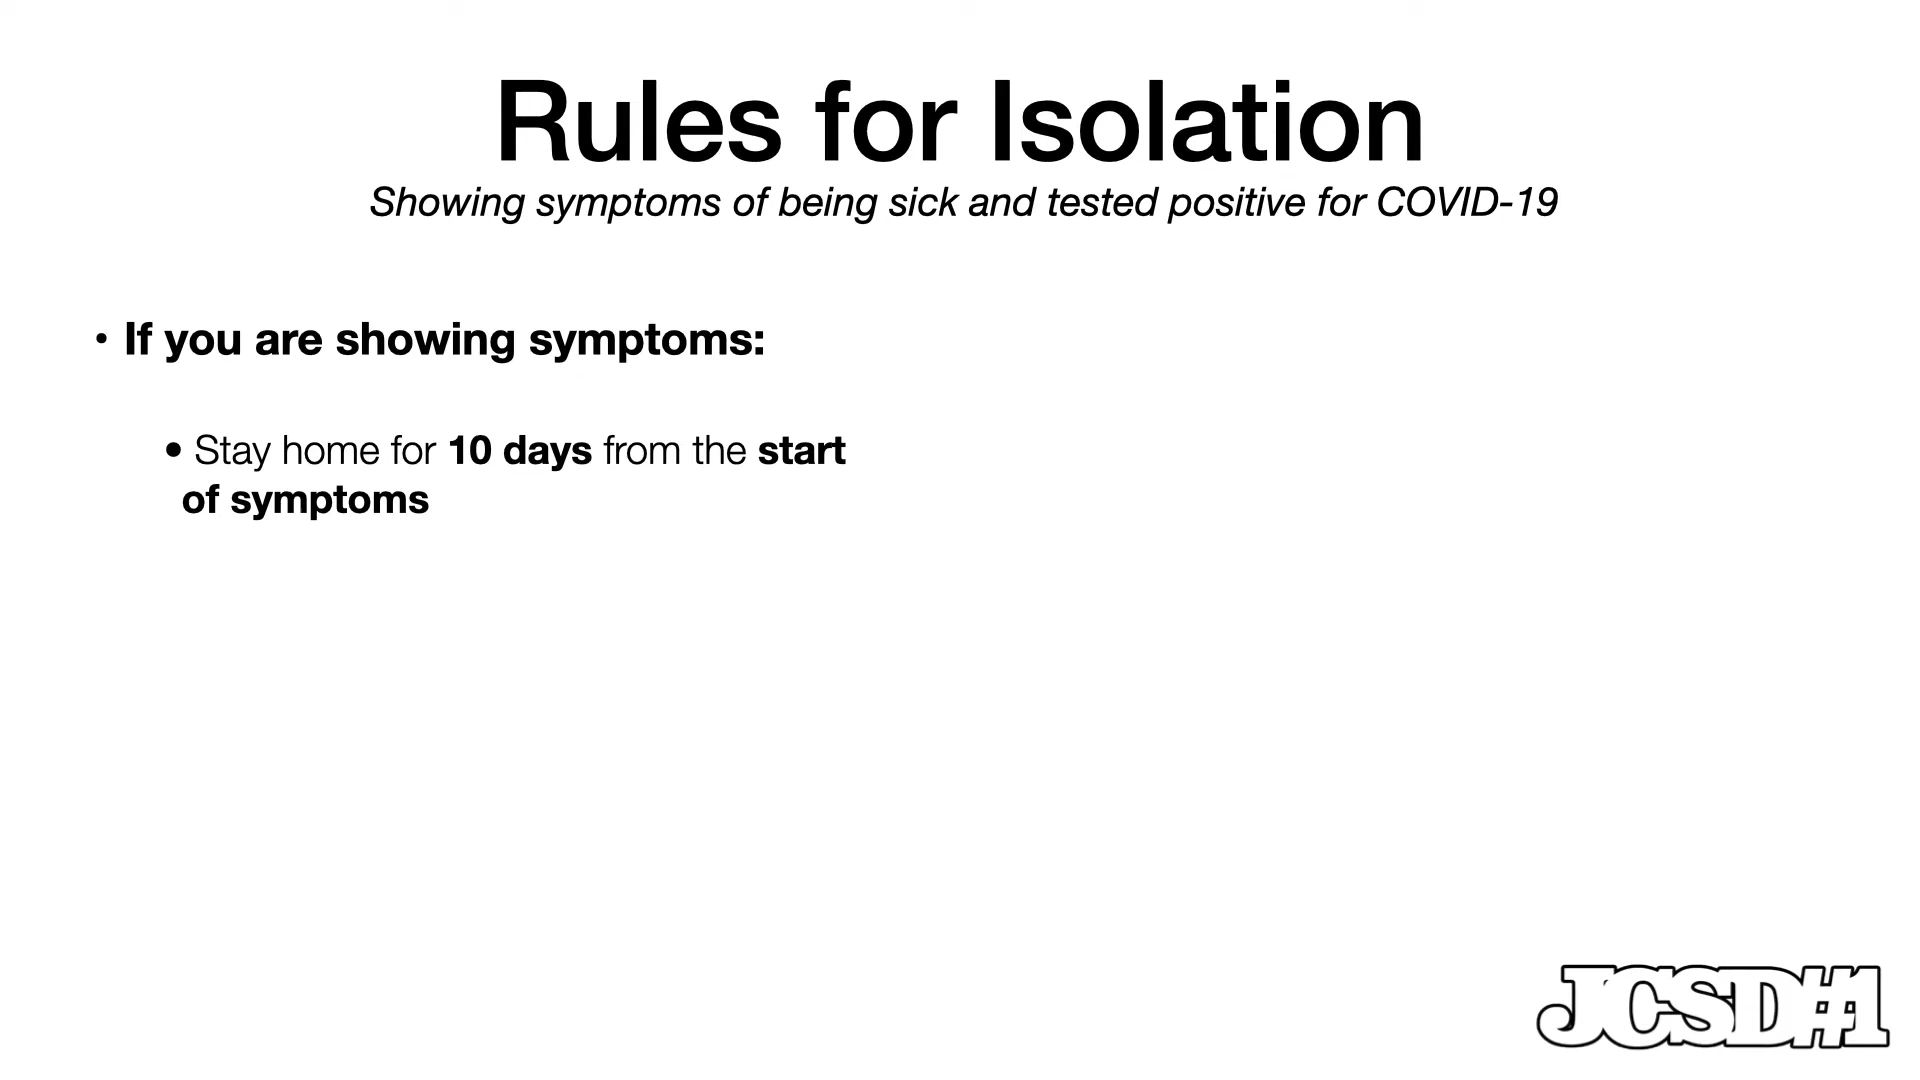 Rules for Isolation
Showing symptoms of being sick and tested positive for COVID-19
• If you are showing symptoms:
• Stay home for 10 days from the start
of symptoms
JCSD#1